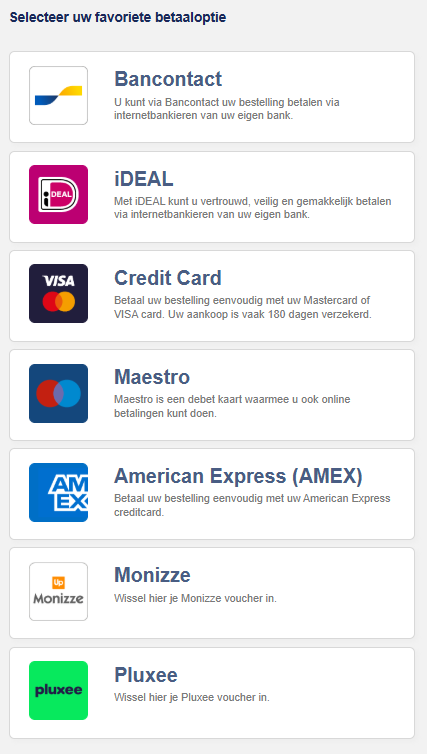 Selecteer uw favoriete betaaloptie
Bancontact
U kunt via Bancontact uw bestelling betalen via
internetbankieren van uw eigen bank.
iDEAL
iDEAL
Met iDEAL kunt u vertrouwd, veilig en gemakkelijk betalen
via internetbankieren van uw eigen bank.
VISA
Credit Card
Betaal uw bestelling eenvoudig met uw Mastercard of
VISA card. Uw aankoop is vaak 180 dagen verzekerd.
Maestro
Maestro is een debet kaart waarmee u ook online
betalingen kunt doen.
AM
EX
American Express (AMEX)
Betaal uw bestelling eenvoudig met uw American Express
creditcard.
Up
Monizze
Monizze
Wissel hier je Monizze voucher in.
pluxee
Pluxee
Wissel hier je Pluxee voucher in.